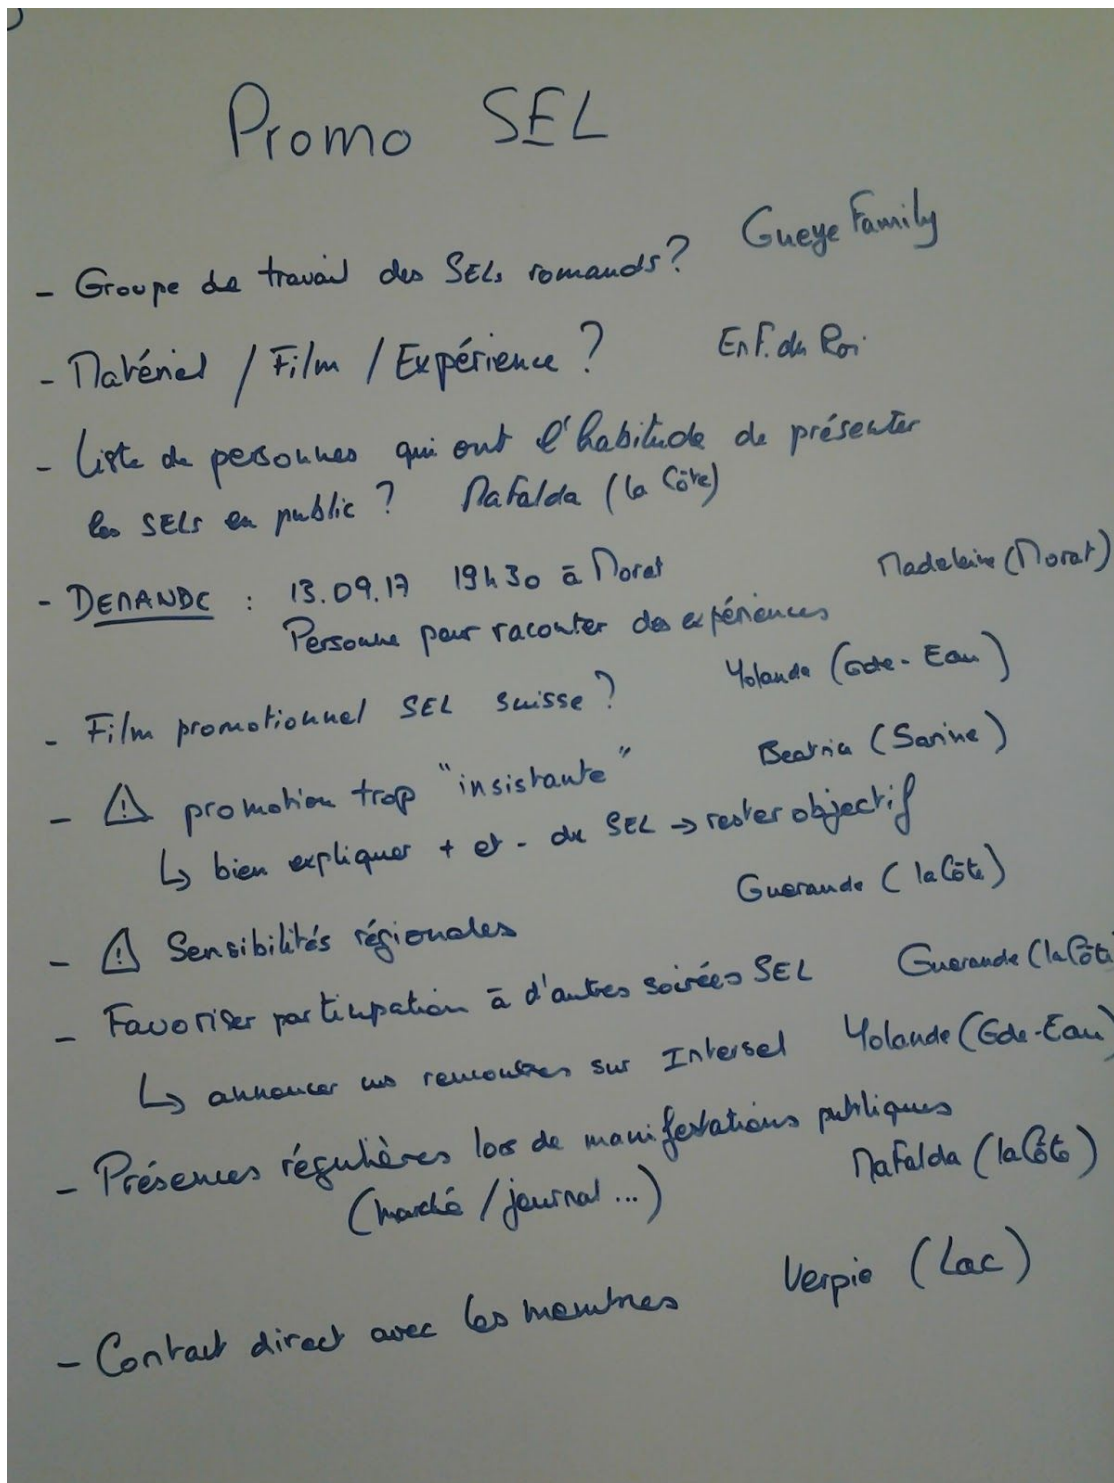 Promo SEL
Gueye Family
- Groupe de travail des SELs romands ?
- Matériel / Film / Expérience ? Enf. du Roi
- Liste de personnes qui ont l'habitude de présenter
les SELs en public ? Mafalda (la Côte)
- DEMANDE : 13.09.17 19h30 à Morat Madeleine (Morat)
Personne pour raconter des expériences
- Film promotionnel SEL suisse ? Yolande (Gde-Eau)
- ⚠ promotion trop "insistante" Beatrice (Sarine)
↳ bien expliquer + et - du SEL → rester objectif
- ⚠ Sensibilités régionales Guerande (la Côte)
- Favoriser participation à d'autres soirées SEL Guerande (la Côte)
↳ annoncer nos rencontres sur Intersel Yolande (Gde-Eau)
- Présences régulières lors de manifestations publiques
(marché / journal ...) Mafalda (la Côte)
- Contact direct avec les membres Verpie (Lac)